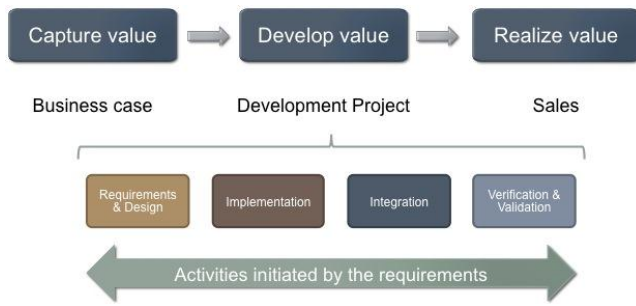 Capture value
Develop value
Realize value
Business case
Development Project
Sales
Requirements
& Design
Implementation
Integration
Verification &
Validation
Activities initiated by the requirements